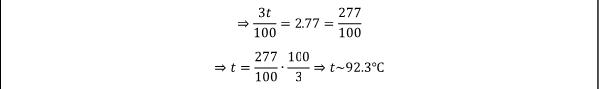 ⇒ 3t/100 = 2.77 = 277/100
⇒ t = 277/100 · 100/3 ⇒ t~92.3°C